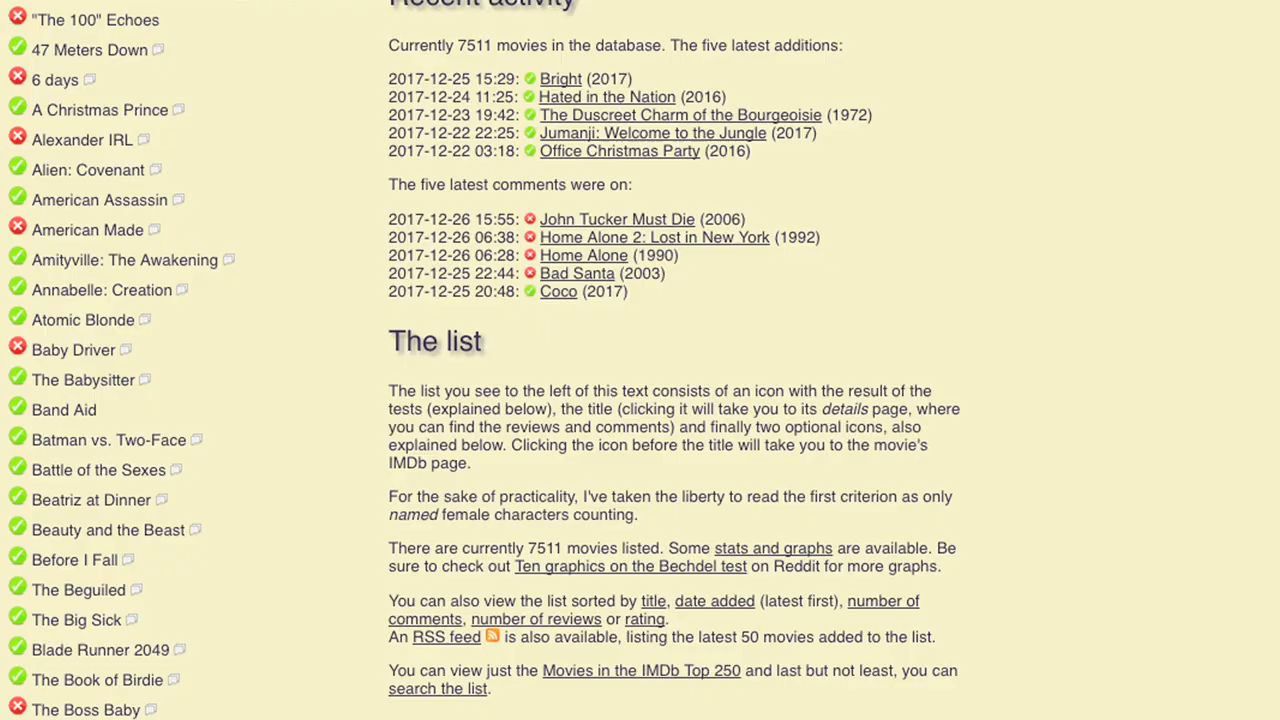 "The 100" Echoes
47 Meters Down
6 days
A Christmas Prince
Alexander IRL
Alien: Covenant
American Assassin
American Made
Amityville: The Awakening
Annabelle: Creation
Atomic Blonde
Baby Driver
The Babysitter
Band Aid
Batman vs. Two-Face
Battle of the Sexes
Beatriz at Dinner
Beauty and the Beast
Before I Fall
The Beguiled
The Big Sick
Blade Runner 2049
The Book of Birdie
The Boss Baby
Recent activity
Currently 7511 movies in the database. The five latest additions:
2017-12-25 15:29: Bright (2017)
2017-12-24 11:25: Hated in the Nation (2016)
2017-12-23 19:42: The Duscreet Charm of the Bourgeoisie (1972)
2017-12-22 22:25: Jumanji: Welcome to the Jungle (2017)
2017-12-22 03:18: Office Christmas Party (2016)
The five latest comments were on:
2017-12-26 15:55: John Tucker Must Die (2006)
2017-12-26 06:38: Home Alone 2: Lost in New York (1992)
2017-12-26 06:28: Home Alone (1990)
2017-12-25 22:44: Bad Santa (2003)
2017-12-25 20:48: Coco (2017)
The list
The list you see to the left of this text consists of an icon with the result of the
tests (explained below), the title (clicking it will take you to its details page, where
you can find the reviews and comments) and finally two optional icons, also
explained below. Clicking the icon before the title will take you to the movie's
IMDb page.
For the sake of practicality, I've taken the liberty to read the first criterion as only
named female characters counting.
There are currently 7511 movies listed. Some stats and graphs are available. Be
sure to check out Ten graphics on the Bechdel test on Reddit for more graphs.
You can also view the list sorted by title, date added (latest first), number of
comments, number of reviews or rating.
An RSS feed is also available, listing the latest 50 movies added to the list.
You can view just the Movies in the IMDb Top 250 and last but not least, you can
search the list.